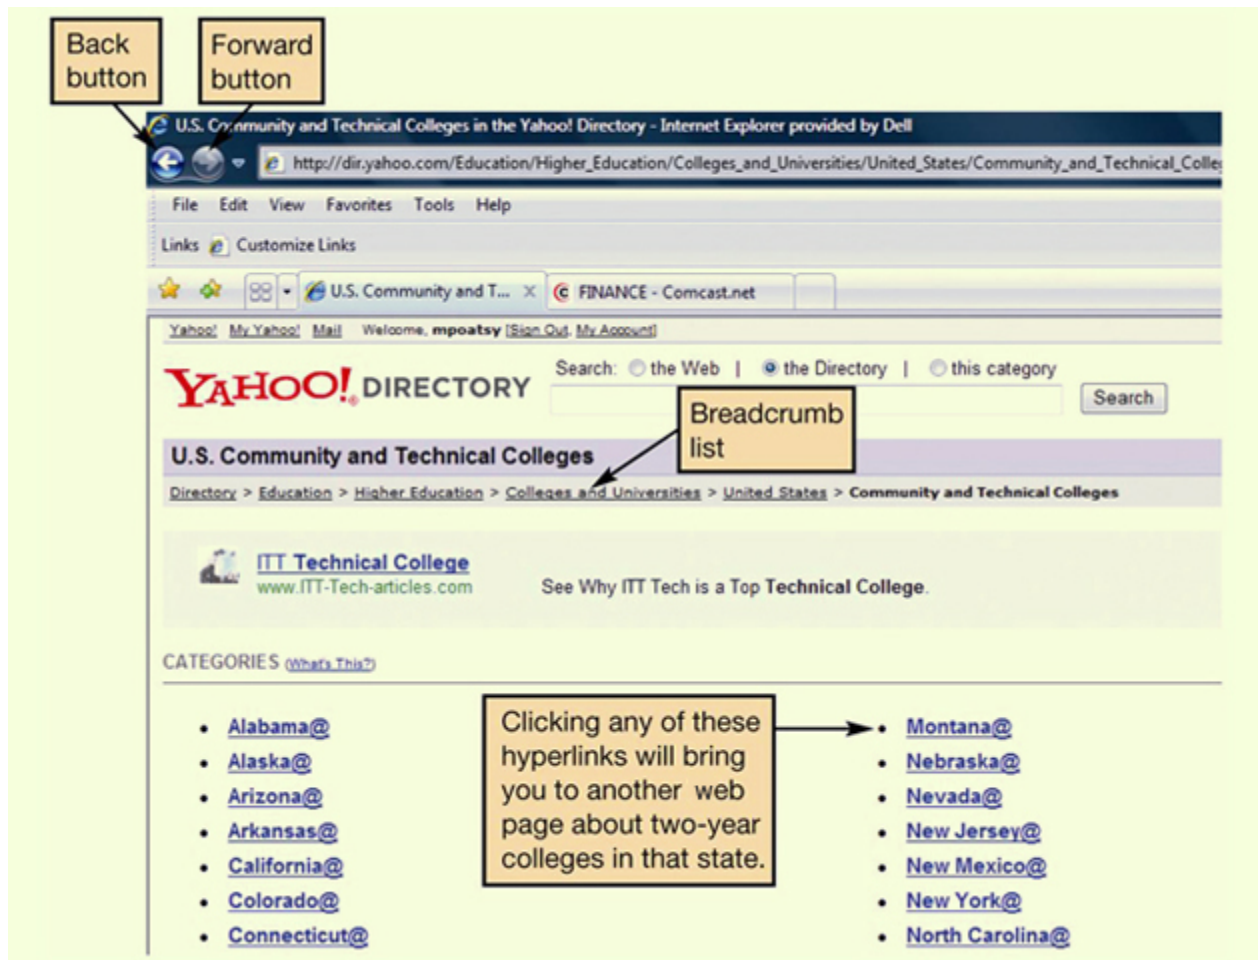 Back
button
Forward
button
U.S. Community and Technical Colleges in the Yahoo! Directory - Internet Explorer provided by Dell
http://dir.yahoo.com/Education/Higher_Education/Colleges_and_Universities/United_States/Community_and_Technical_Colle
File Edit View Favorites Tools Help
Links Customize Links
U.S. Community and T... FINANCE - Comcast.net
Yahoo! My Yahoo! Mail Welcome, mpoatsy [Sign Out, My Account]
Search: the Web | the Directory | this category
YAHOO! DIRECTORY
Search
Breadcrumb
list
U.S. Community and Technical Colleges
Directory > Education > Higher Education > Colleges and Universities > United States > Community and Technical Colleges
ITT Technical College
www.ITT-Tech-articles.com See Why ITT Tech is a Top Technical College.
CATEGORIES (What's This?)
Alabama@
Alaska@
Arizona@
Arkansas@
California@
Colorado@
Connecticut@
Clicking any of these
hyperlinks will bring
you to another web
page about two-year
colleges in that state.
Montana@
Nebraska@
Nevada@
New Jersey@
New Mexico@
New York@
North Carolina@